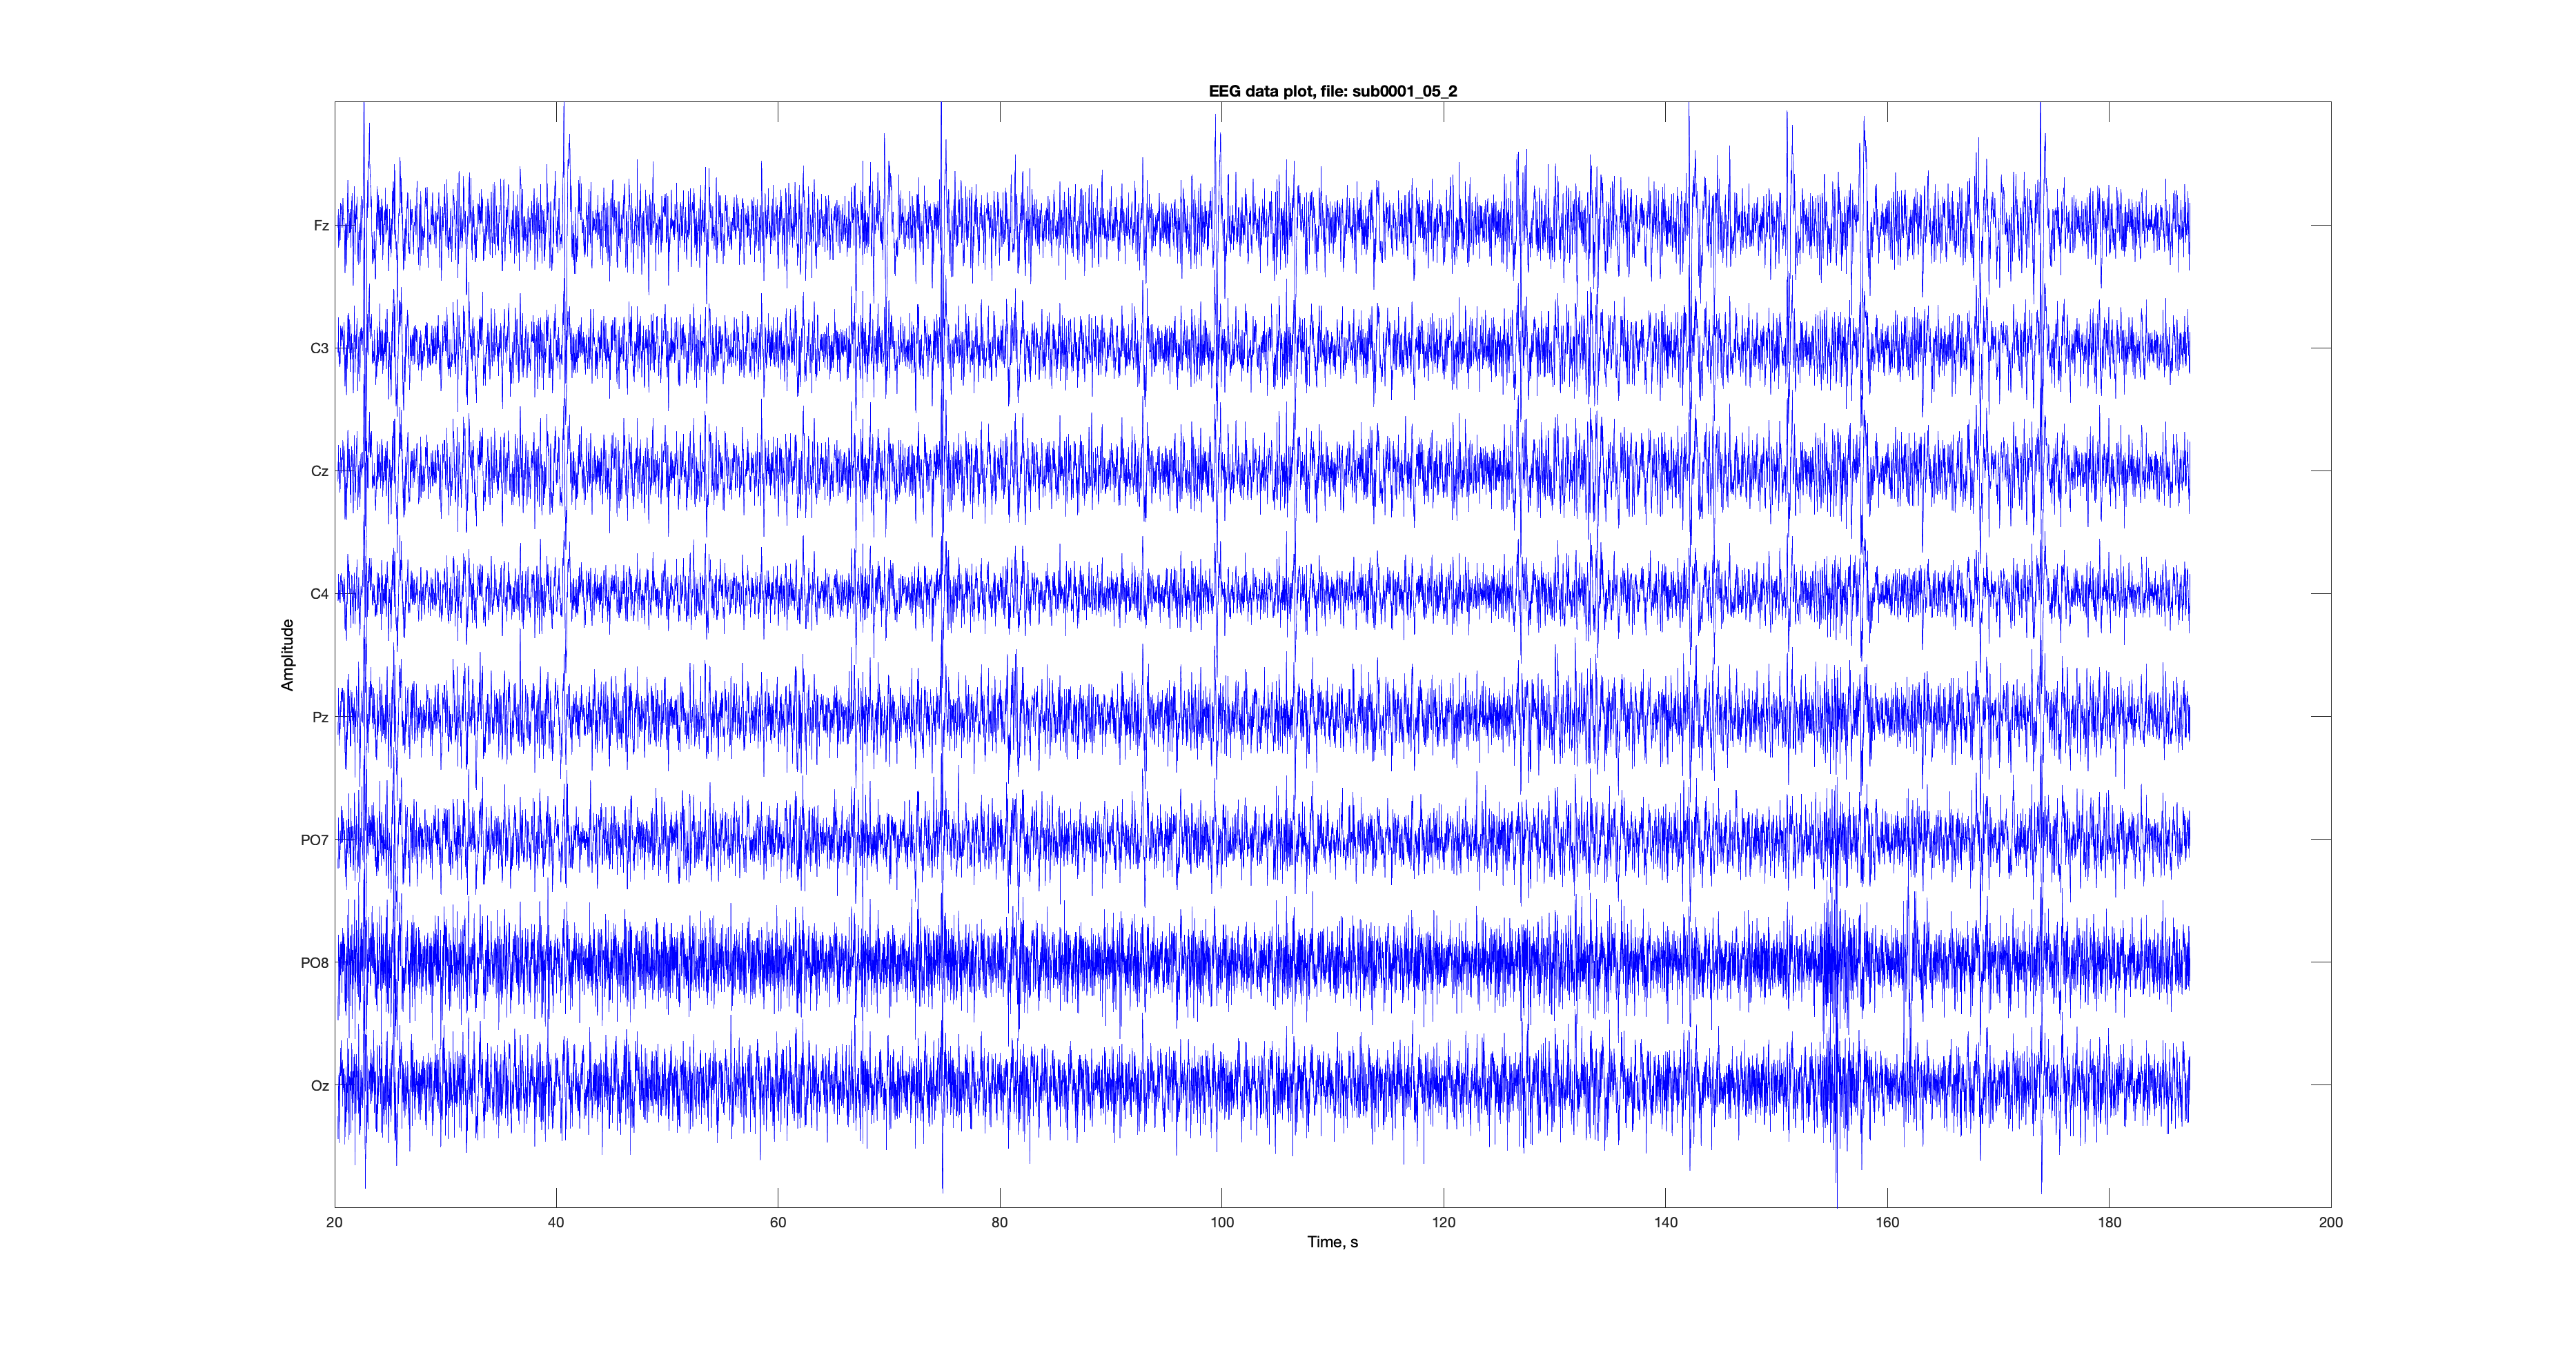 EEG data plot, file: sub0001_05_2
Fz
C3
Cz
C4
Amplitude
Pz
PO7
PO8
Oz
20 40 60 80 100 120 140 160 180 200
Time, s